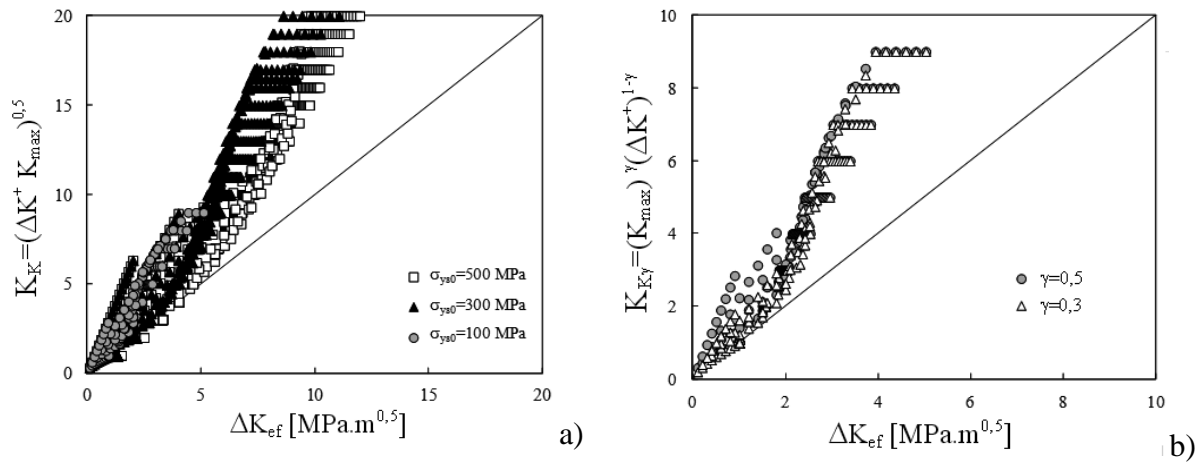 20
15
10
5
0
K_K=(ΔK⁺ K_max)^0,5
σ_ys0=500 MPa
σ_ys0=300 MPa
σ_ys0=100 MPa
0 5 10 15 20
ΔK_ef [MPa.m^0,5]
a)
10
8
6
4
2
0
K_Kγ=(K_max)^γ(ΔK⁺)^1-γ
γ=0,5
γ=0,3
0 2 4 6 8 10
ΔK_ef [MPa.m^0,5]
b)